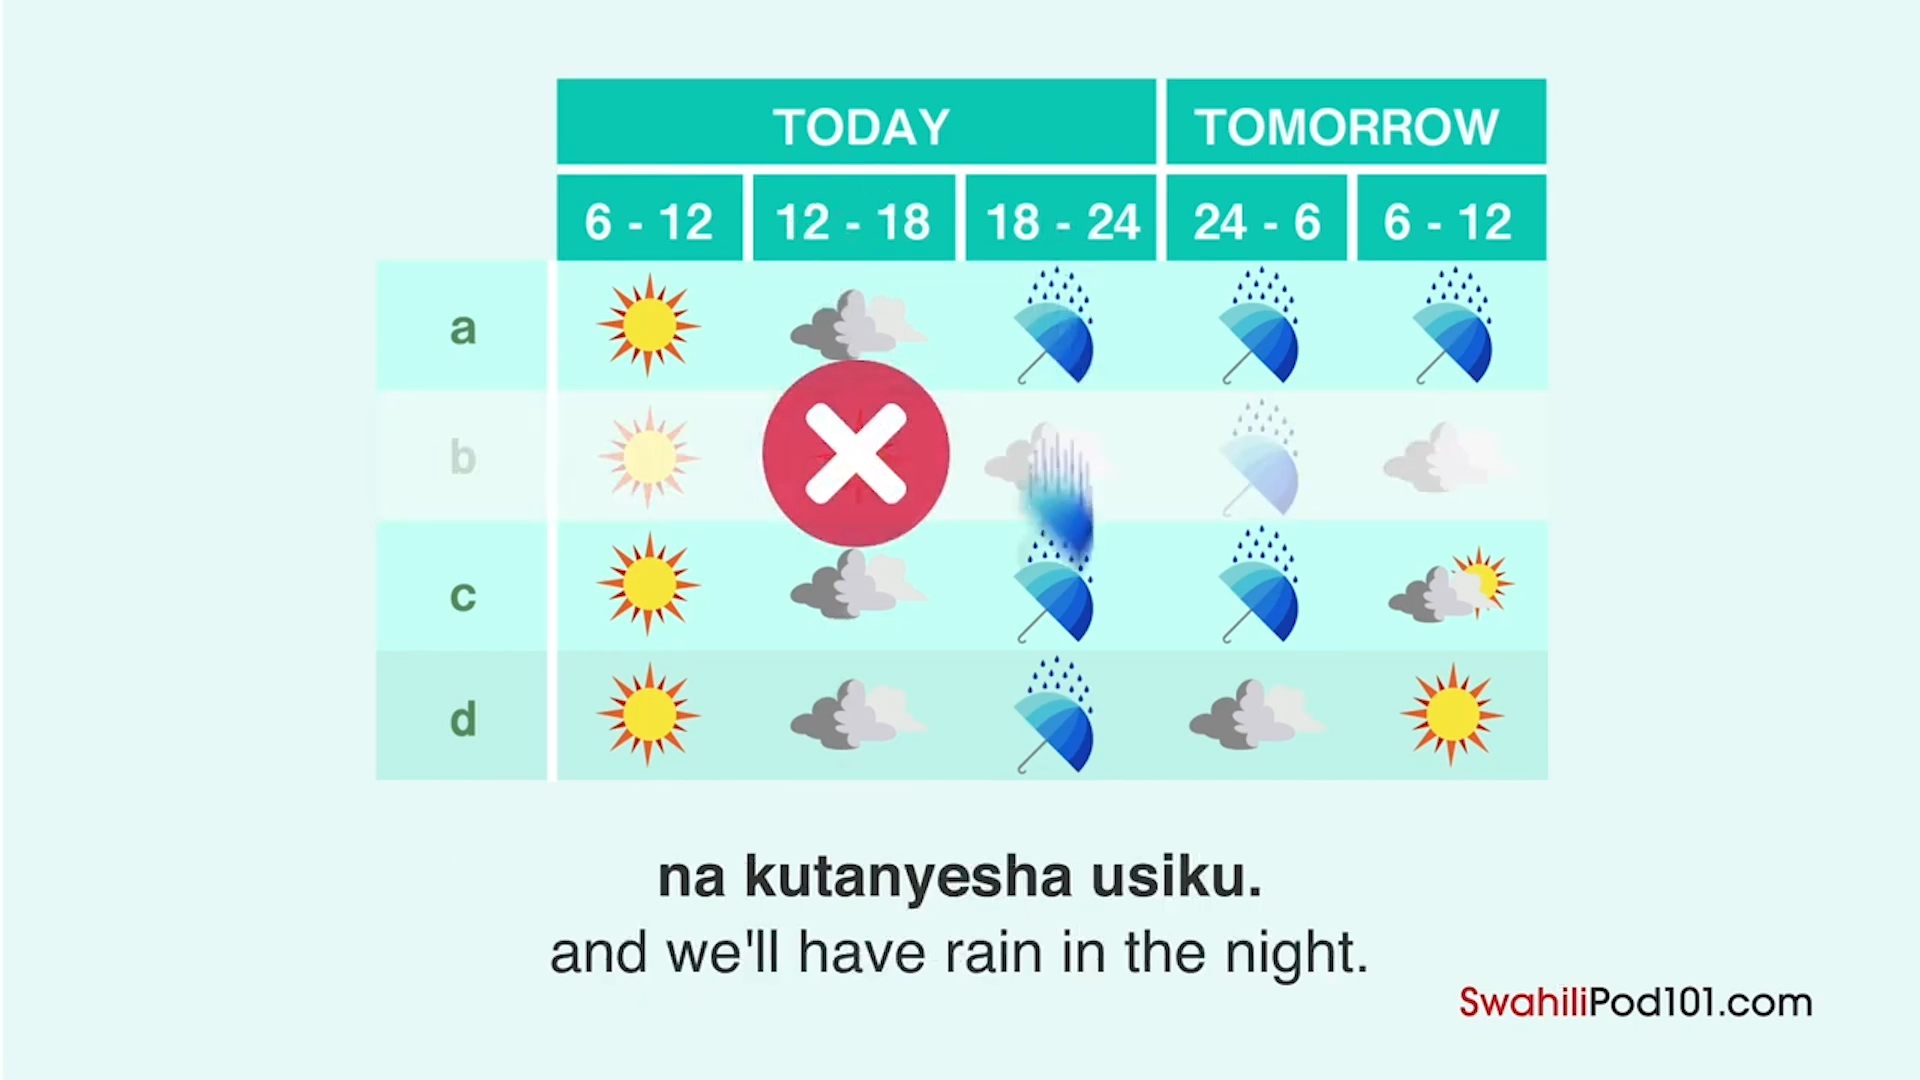 TODAY TOMORROW
6 - 12 12 - 18 18 - 24 24 - 6 6 - 12
a
b
c
d
na kutanyesha usiku.
and we'll have rain in the night.
SwahiliPod101.com